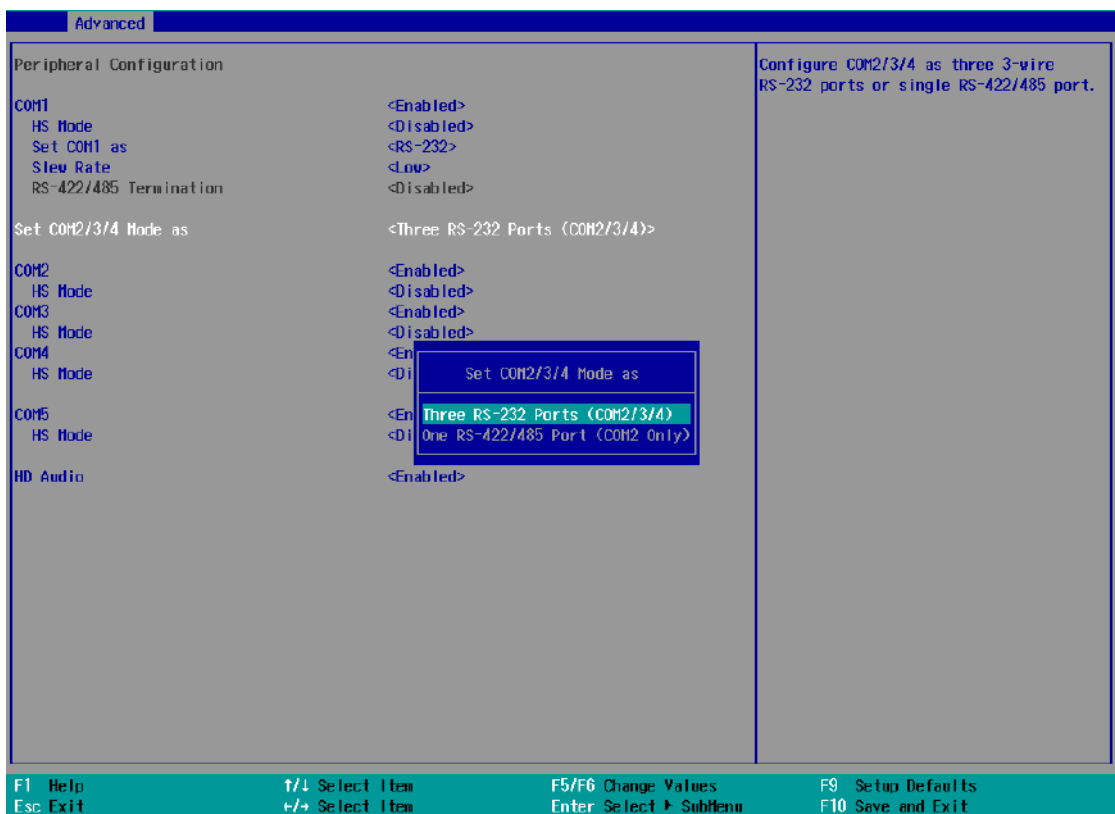 Advanced
Peripheral Configuration
COM1 <Enabled>
HS Mode <Disabled>
Set COM1 as <RS-232>
Slew Rate <Low>
RS-422/485 Termination <Disabled>
Set COM2/3/4 Mode as <Three RS-232 Ports (COM2/3/4)>
COM2 <Enabled>
HS Mode <Disabled>
COM3 <Enabled>
HS Mode <Disabled>
COM4 <En
HS Mode <Di
COM5 <En
HS Mode <Di
HD Audio <Enabled>
Set COM2/3/4 Mode as
Three RS-232 Ports (COM2/3/4)
One RS-422/485 Port (COM2 Only)
Configure COM2/3/4 as three 3-wire
RS-232 ports or single RS-422/485 port.
F1 Help ↑/↓ Select Item F5/F6 Change Values F9 Setup Defaults
Esc Exit ←/→ Select Item Enter Select ► SubMenu F10 Save and Exit